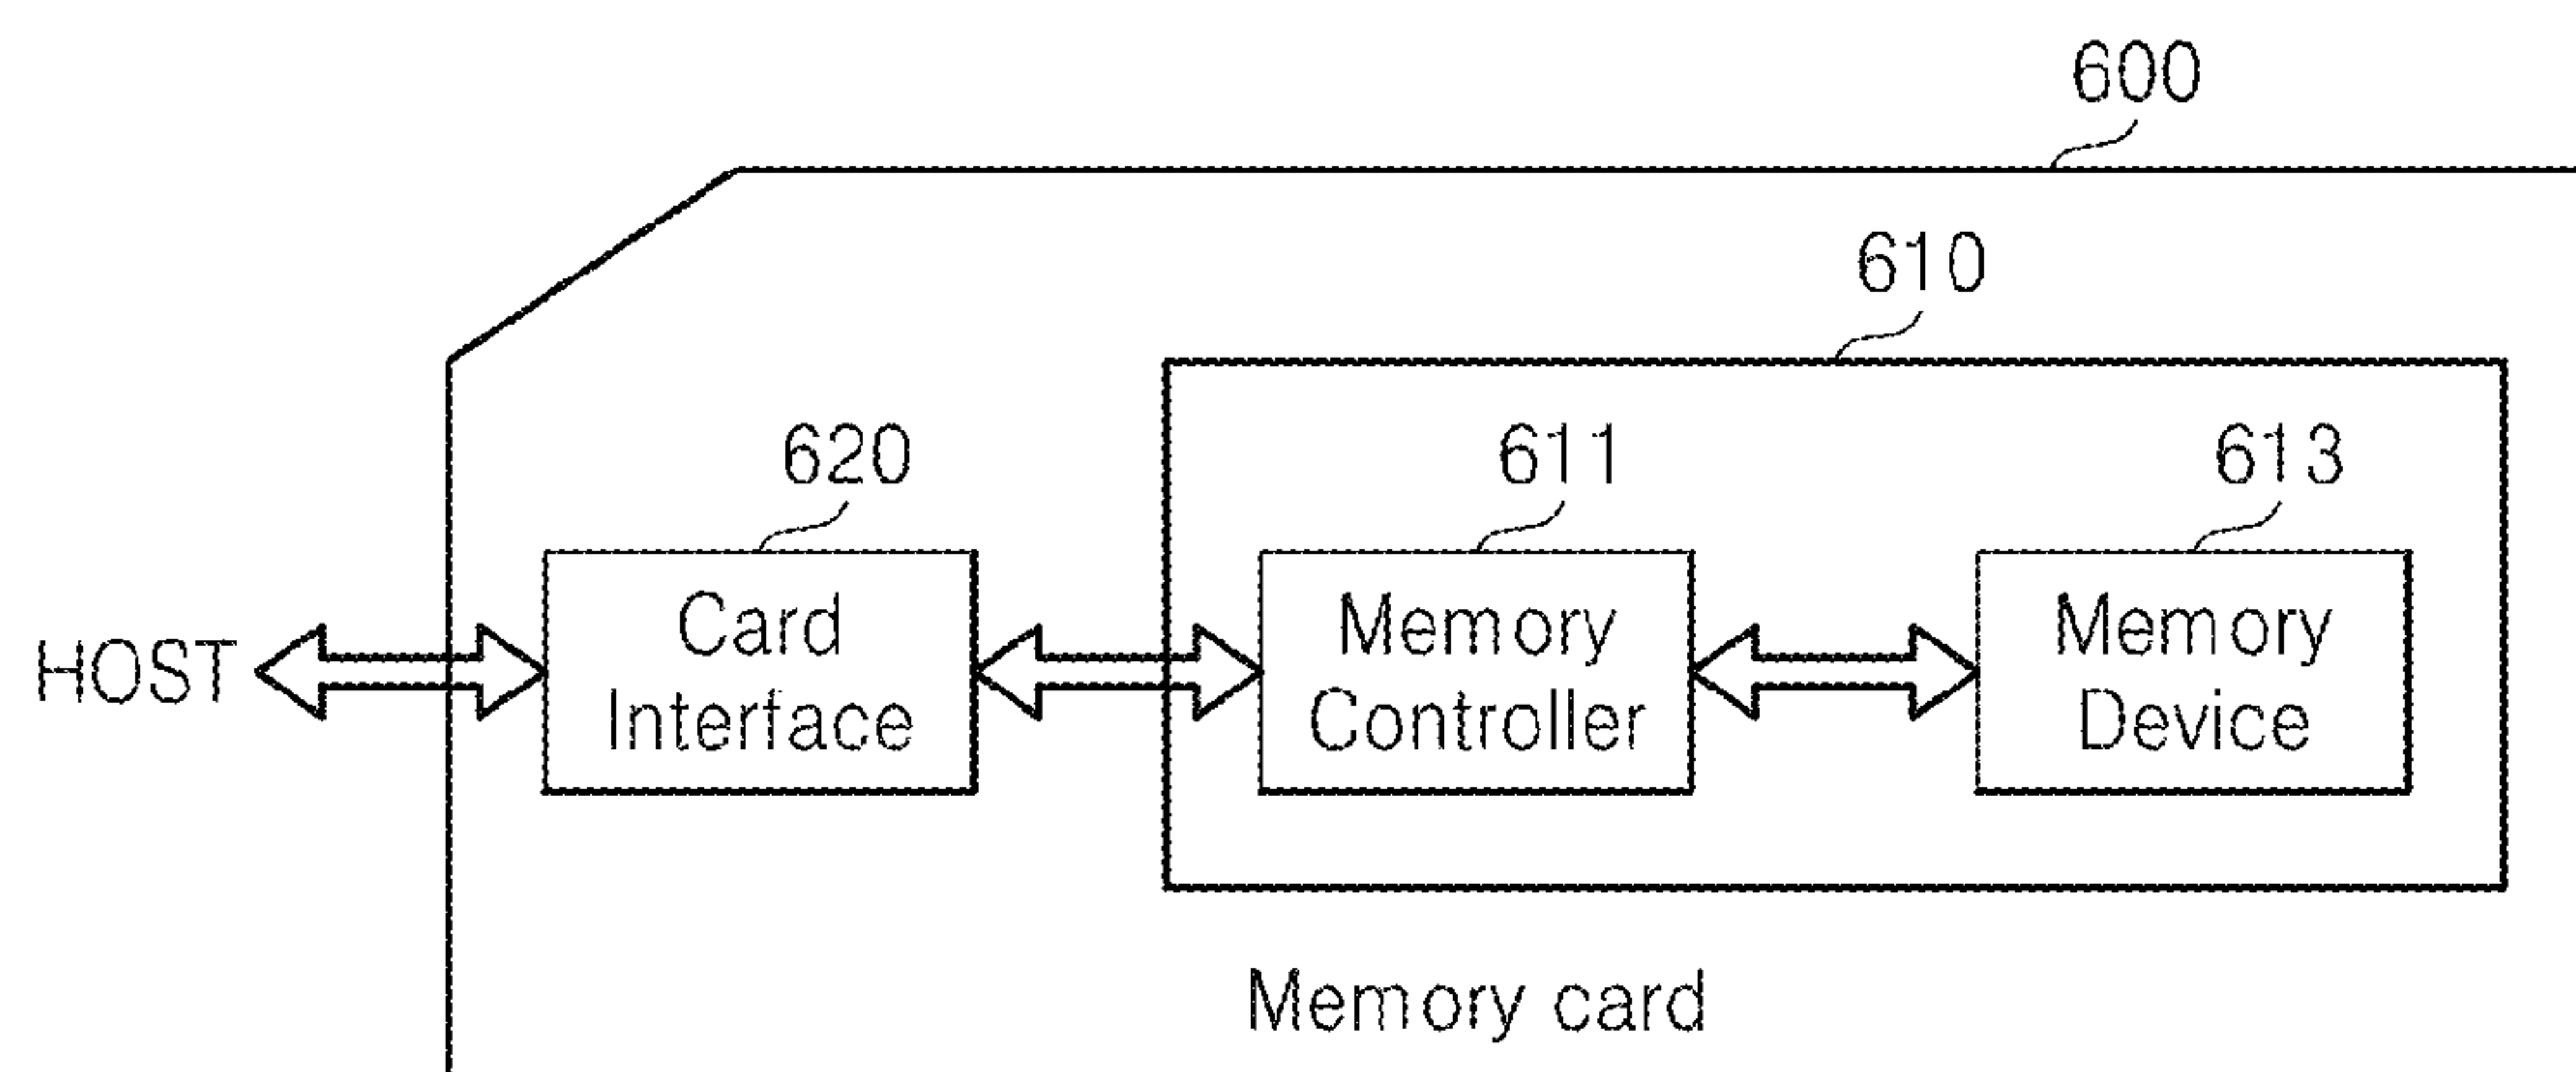 600
610
620
611
613
HOST
Card
Interface
Memory
Controller
Memory
Device
Memory card